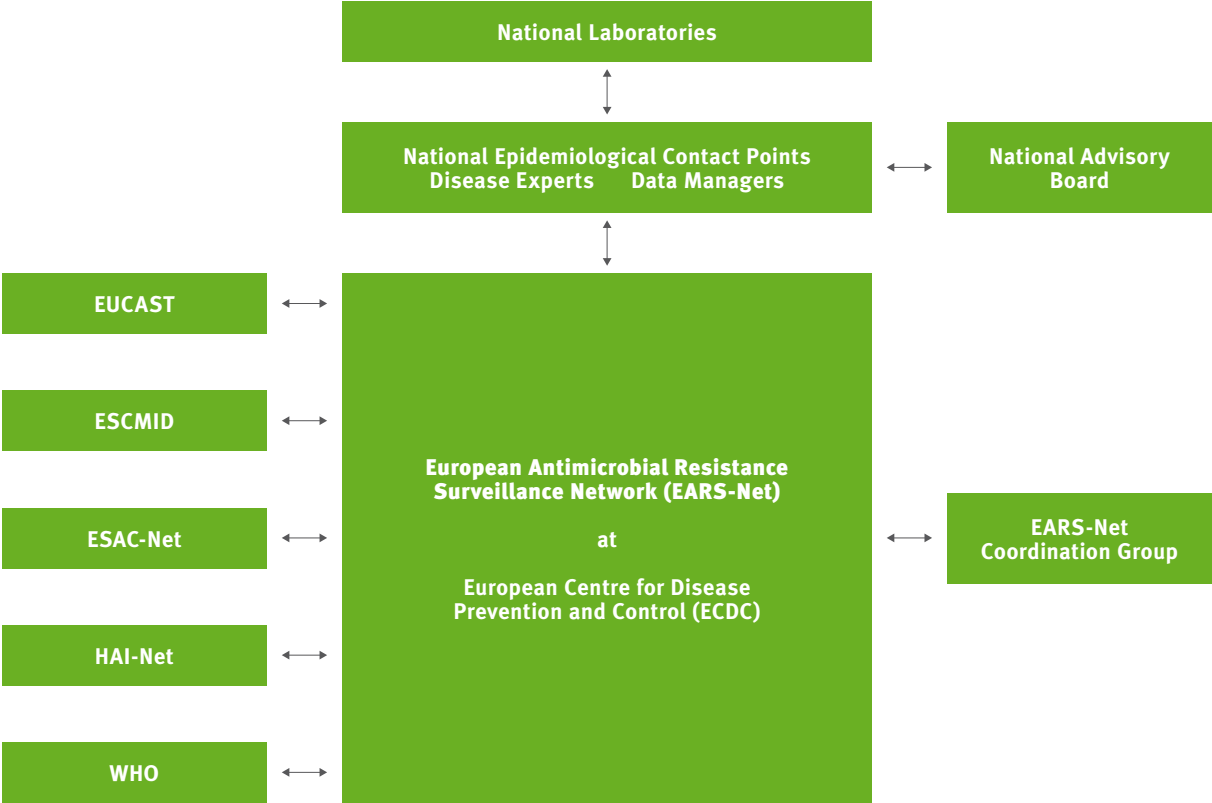 National Laboratories
National Epidemiological Contact Points
Disease Experts Data Managers
National Advisory
Board
EUCAST
ESCMID
ESAC-Net
HAI-Net
WHO
European Antimicrobial Resistance
Surveillance Network (EARS-Net)
at
European Centre for Disease
Prevention and Control (ECDC)
EARS-Net
Coordination Group